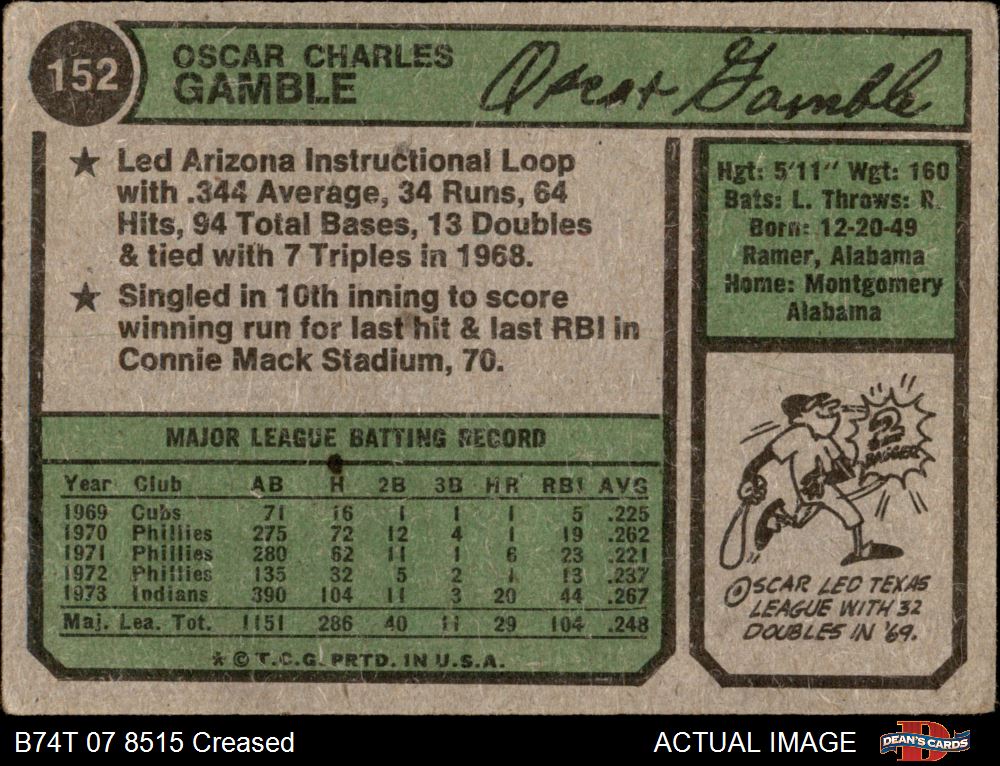 152
OSCAR CHARLES
GAMBLE
Oscar Gamble
★ Led Arizona Instructional Loop
with .344 Average, 34 Runs, 64
Hits, 94 Total Bases, 13 Doubles
& tied with 7 Triples in 1968.
★ Singled in 10th inning to score
winning run for last hit & last RBI in
Connie Mack Stadium, 70.
Hgt: 5'11" Wgt: 160
Bats: L. Throws: R.
Born: 12-20-49
Ramer, Alabama
Home: Montgomery
Alabama
MAJOR LEAGUE BATTING RECORD
Year Club AB H 2B 3B HR RBI AVG
1969 Cubs 71 16 1 1 1 5 .225
1970 Phillies 275 72 12 4 1 19 .262
1971 Phillies 280 62 11 1 6 23 .221
1972 Phillies 135 32 5 2 1 13 .237
1973 Indians 390 104 11 3 20 44 .267
Maj. Lea. Tot. 1151 286 40 11 29 104 .248
* © T.C.G. PRTD. IN U.S.A.
2
BAGGER
OSCAR LED TEXAS
LEAGUE WITH 32
DOUBLES IN '69.
B74T 07 8515 Creased
ACTUAL IMAGE
DEAN'S CARDS